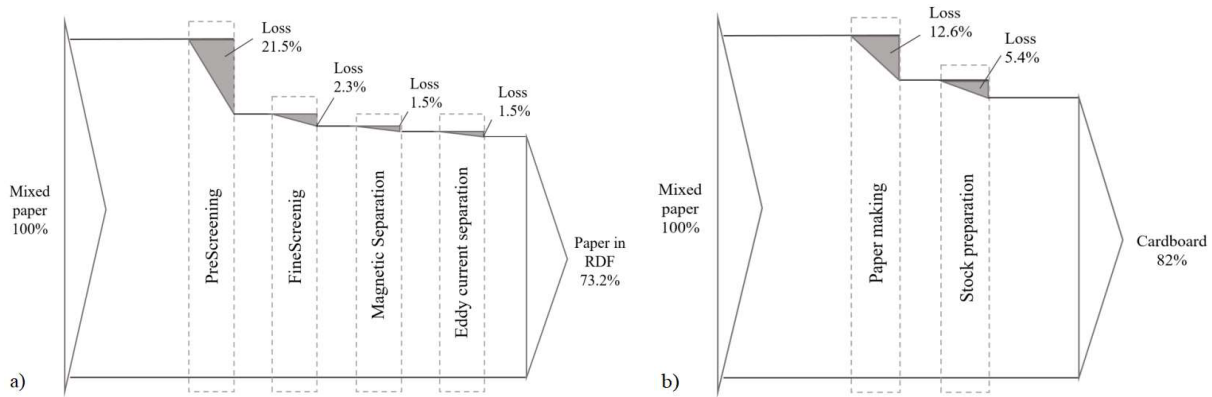 Loss
21.5%
Loss
2.3%
Loss
1.5%
Loss
1.5%
Mixed
paper
100%
PreScreening
FineScreenig
Magnetic Separation
Eddy current separation
Paper in
RDF
73.2%
a)
Loss
12.6%
Loss
5.4%
Mixed
paper
100%
Paper making
Stock preparation
Cardboard
82%
b)